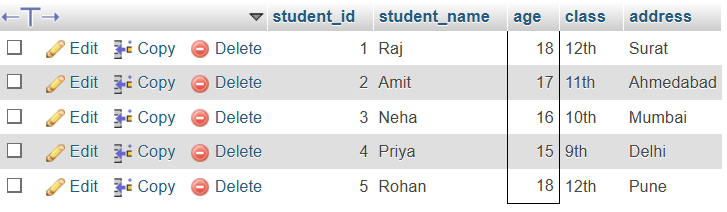 student_id student_name age class address
Edit Copy Delete 1 Raj 18 12th Surat
Edit Copy Delete 2 Amit 17 11th Ahmedabad
Edit Copy Delete 3 Neha 16 10th Mumbai
Edit Copy Delete 4 Priya 15 9th Delhi
Edit Copy Delete 5 Rohan 18 12th Pune